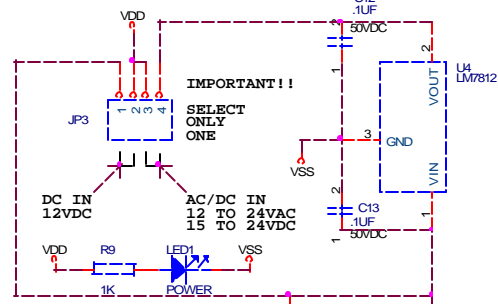 C12
.1UF
50VDC
2
1
VDD
2
U4
LM7812
VOUT
IMPORTANT!!
1 2 3 4
JP3
SELECT
ONLY
ONE
3
GND
VSS
VIN
2
C13
.1UF
50VDC
1
1
DC IN
12VDC
AC/DC IN
12 TO 24VAC
15 TO 24VDC
VDD
R9
1K
LED1
POWER
VSS